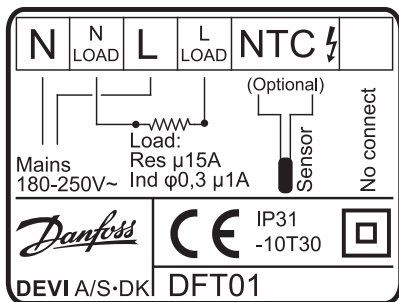 N N LOAD L L LOAD NTC
(Optional)
Mains
180-250V~
Load:
Res µ15A
Ind φ0,3 µ1A
Sensor
No connect
Danfoss
CE
IP31
-10T30
DEVI A/S•DK
DFT01